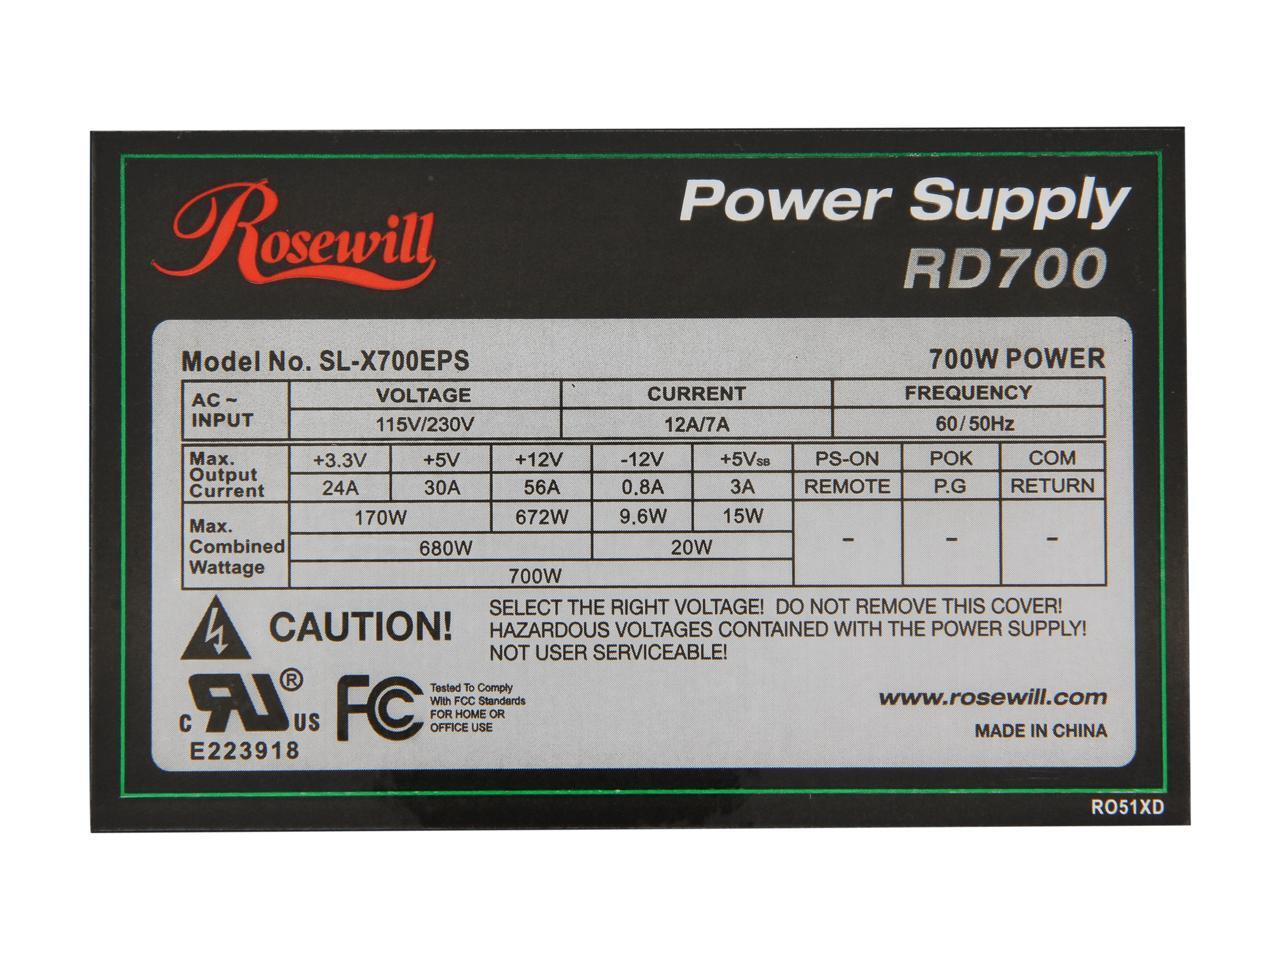 Rosewill
Power Supply
RD700
Model No. SL-X700EPS 700W POWER
AC ~ INPUT VOLTAGE CURRENT FREQUENCY
115V/230V 12A/7A 60/50Hz
Max. Output Current +3.3V +5V +12V -12V +5VSB PS-ON POK COM
24A 30A 56A 0.8A 3A REMOTE P.G RETURN
Max. Combined Wattage 170W 672W 9.6W 15W - - -
680W 20W
700W
CAUTION!
SELECT THE RIGHT VOLTAGE! DO NOT REMOVE THIS COVER!
HAZARDOUS VOLTAGES CONTAINED WITH THE POWER SUPPLY!
NOT USER SERVICEABLE!
C RU US ®
E223918
FC
Tested To Comply
With FCC Standards
FOR HOME OR
OFFICE USE
www.rosewill.com
MADE IN CHINA
RO51XD